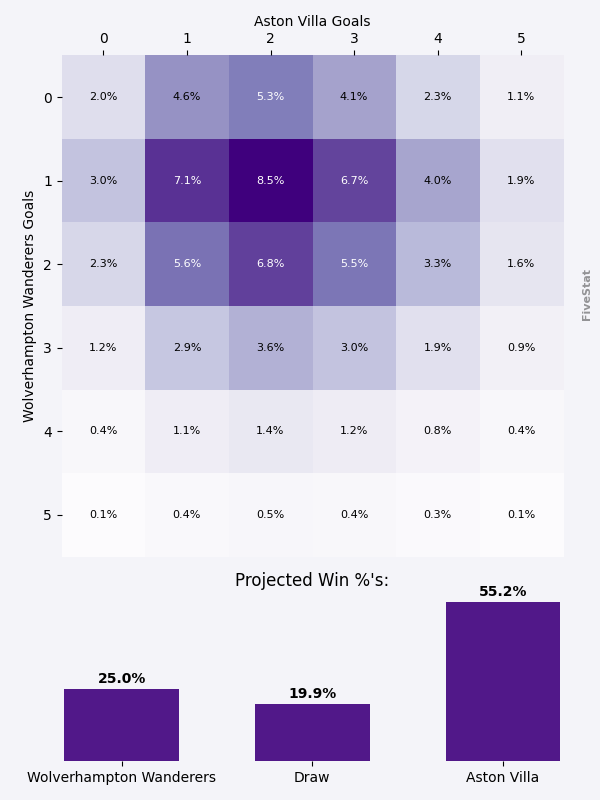 Aston Villa Goals
0 1 2 3 4 5
Wolverhampton Wanderers Goals
0 2.0% 4.6% 5.3% 4.1% 2.3% 1.1%
1 3.0% 7.1% 8.5% 6.7% 4.0% 1.9%
2 2.3% 5.6% 6.8% 5.5% 3.3% 1.6%
3 1.2% 2.9% 3.6% 3.0% 1.9% 0.9%
4 0.4% 1.1% 1.4% 1.2% 0.8% 0.4%
5 0.1% 0.4% 0.5% 0.4% 0.3% 0.1%
FiveStat
Projected Win %'s:
25.0% 19.9% 55.2%
Wolverhampton Wanderers Draw Aston Villa